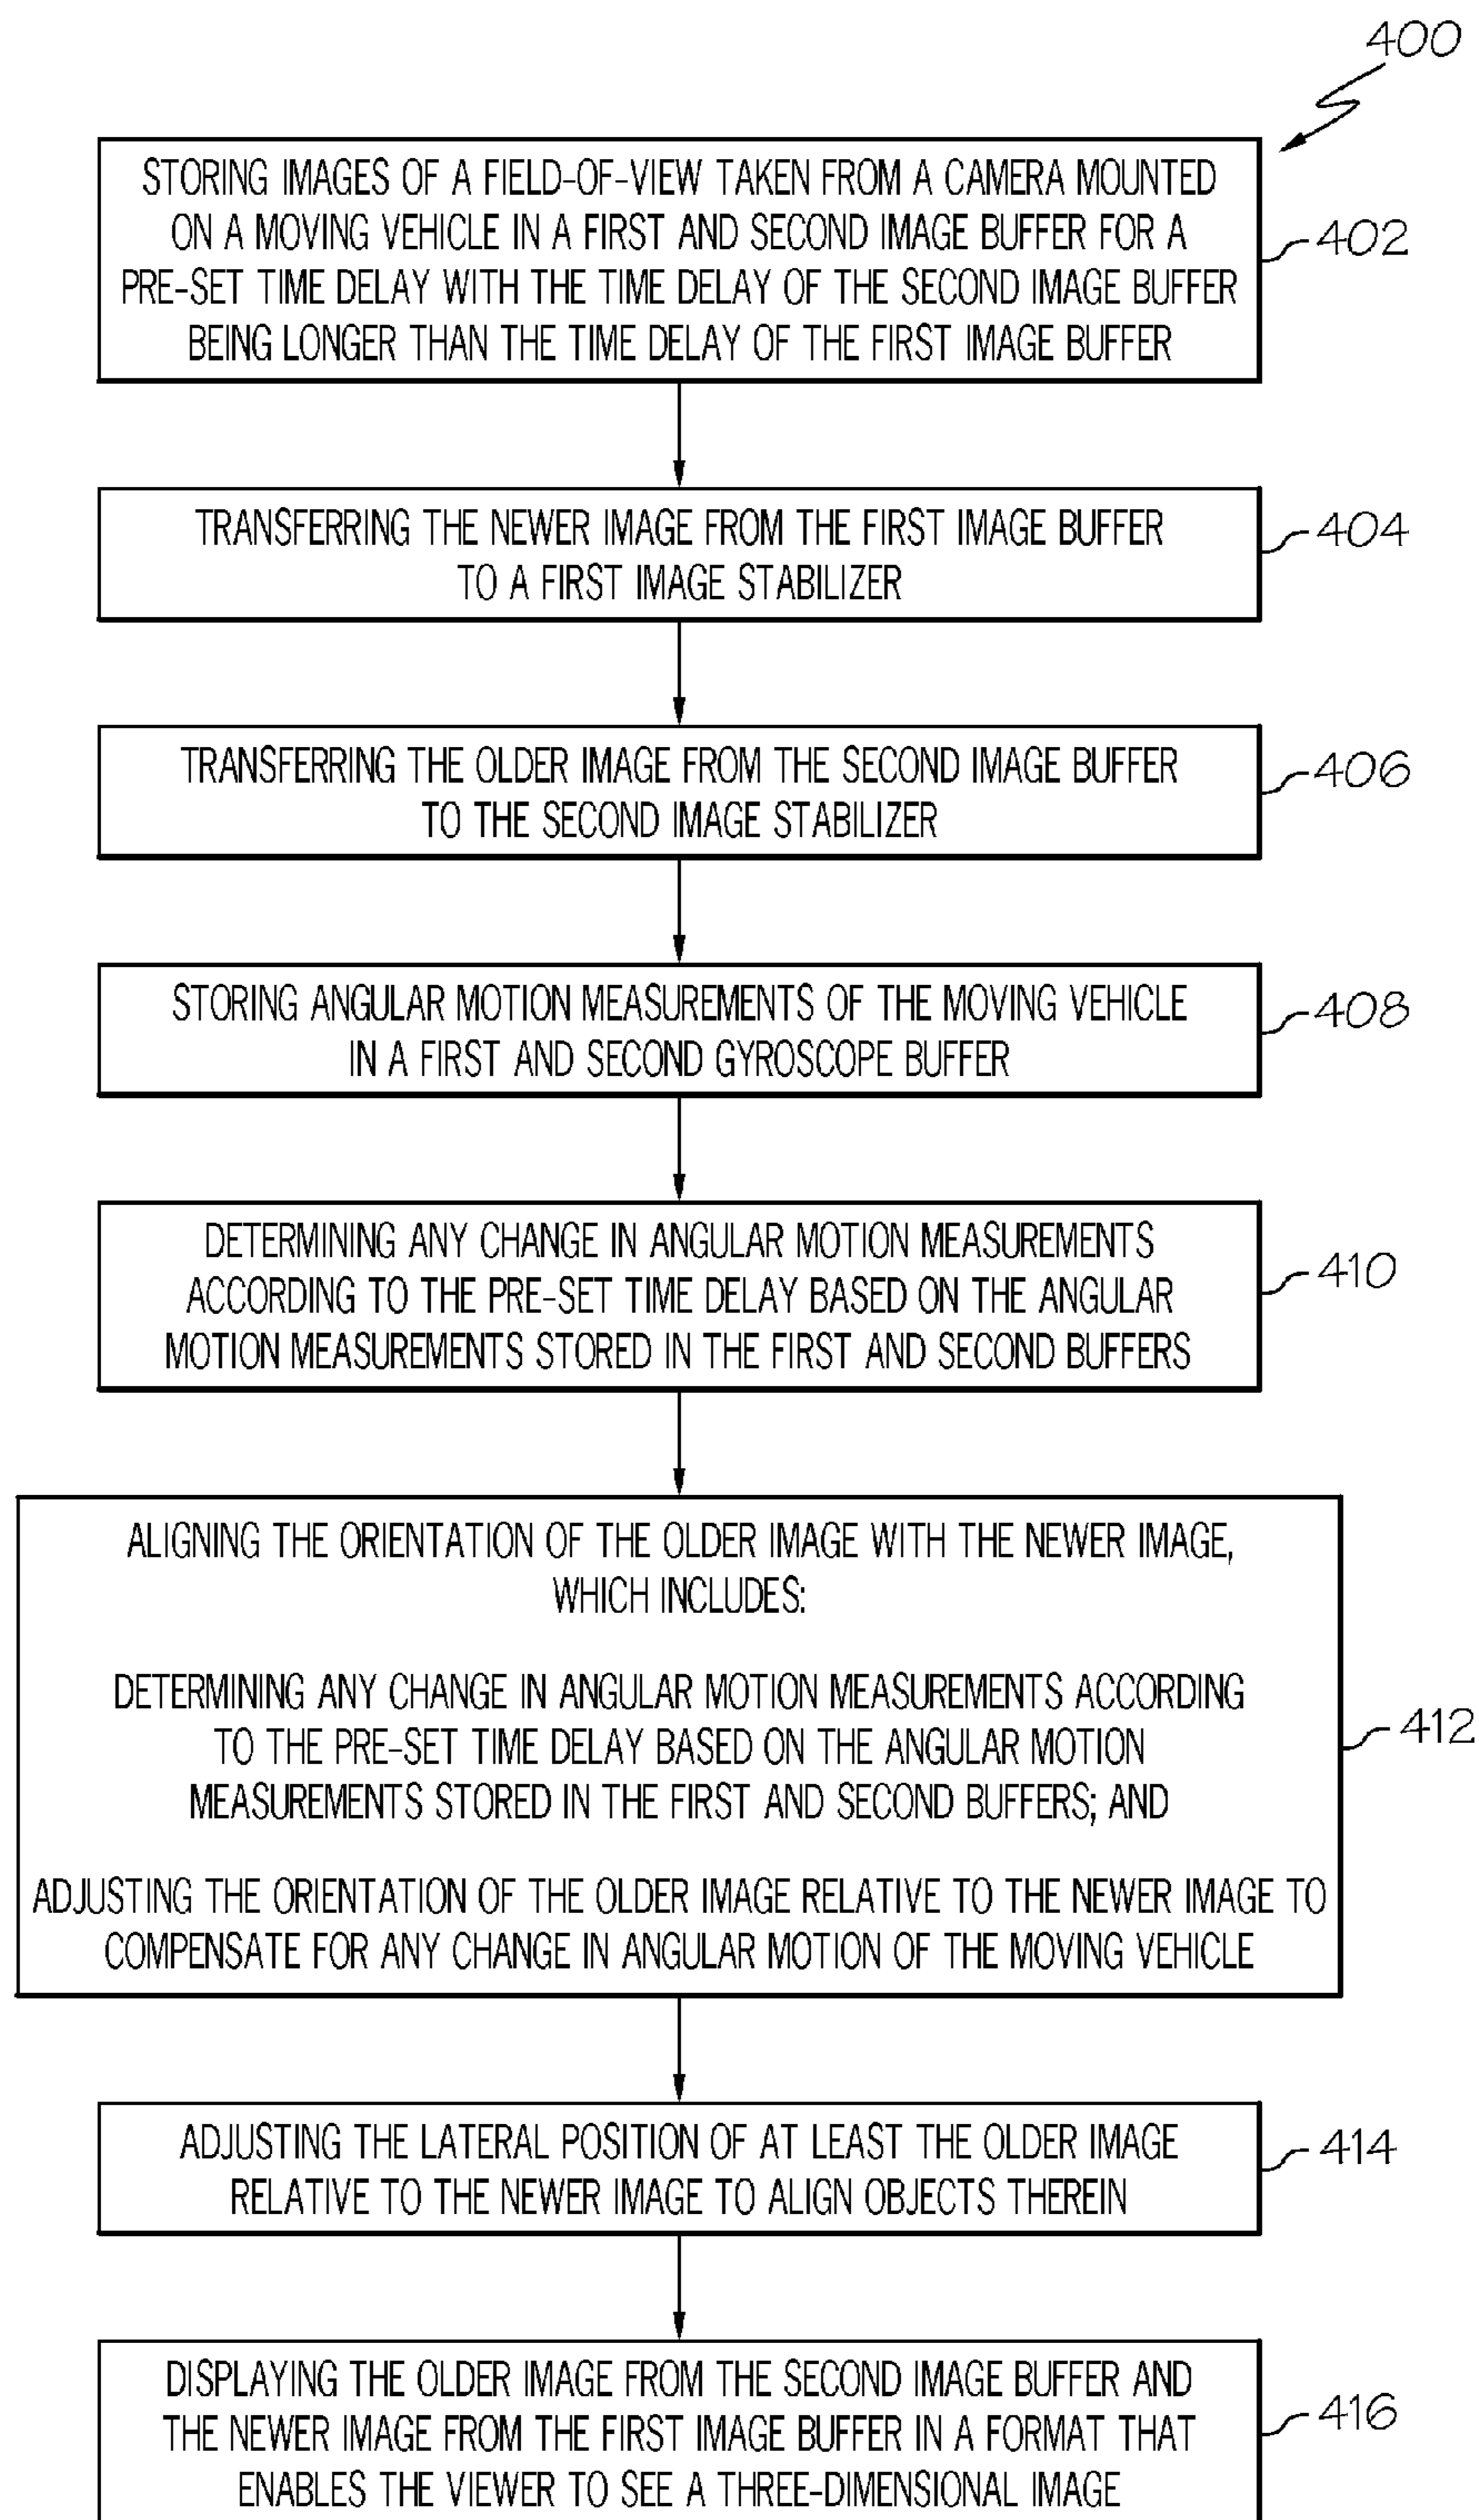 400
STORING IMAGES OF A FIELD-OF-VIEW TAKEN FROM A CAMERA MOUNTED
ON A MOVING VEHICLE IN A FIRST AND SECOND IMAGE BUFFER FOR A
PRE-SET TIME DELAY WITH THE TIME DELAY OF THE SECOND IMAGE BUFFER
BEING LONGER THAN THE TIME DELAY OF THE FIRST IMAGE BUFFER
402
TRANSFERRING THE NEWER IMAGE FROM THE FIRST IMAGE BUFFER
TO A FIRST IMAGE STABILIZER
404
TRANSFERRING THE OLDER IMAGE FROM THE SECOND IMAGE BUFFER
TO THE SECOND IMAGE STABILIZER
406
STORING ANGULAR MOTION MEASUREMENTS OF THE MOVING VEHICLE
IN A FIRST AND SECOND GYROSCOPE BUFFER
408
DETERMINING ANY CHANGE IN ANGULAR MOTION MEASUREMENTS
ACCORDING TO THE PRE-SET TIME DELAY BASED ON THE ANGULAR
MOTION MEASUREMENTS STORED IN THE FIRST AND SECOND BUFFERS
410
ALIGNING THE ORIENTATION OF THE OLDER IMAGE WITH THE NEWER IMAGE,
WHICH INCLUDES:
DETERMINING ANY CHANGE IN ANGULAR MOTION MEASUREMENTS ACCORDING
TO THE PRE-SET TIME DELAY BASED ON THE ANGULAR MOTION
MEASUREMENTS STORED IN THE FIRST AND SECOND BUFFERS; AND
ADJUSTING THE ORIENTATION OF THE OLDER IMAGE RELATIVE TO THE NEWER IMAGE TO
COMPENSATE FOR ANY CHANGE IN ANGULAR MOTION OF THE MOVING VEHICLE
412
ADJUSTING THE LATERAL POSITION OF AT LEAST THE OLDER IMAGE
RELATIVE TO THE NEWER IMAGE TO ALIGN OBJECTS THEREIN
414
DISPLAYING THE OLDER IMAGE FROM THE SECOND IMAGE BUFFER AND
THE NEWER IMAGE FROM THE FIRST IMAGE BUFFER IN A FORMAT THAT
ENABLES THE VIEWER TO SEE A THREE-DIMENSIONAL IMAGE
416